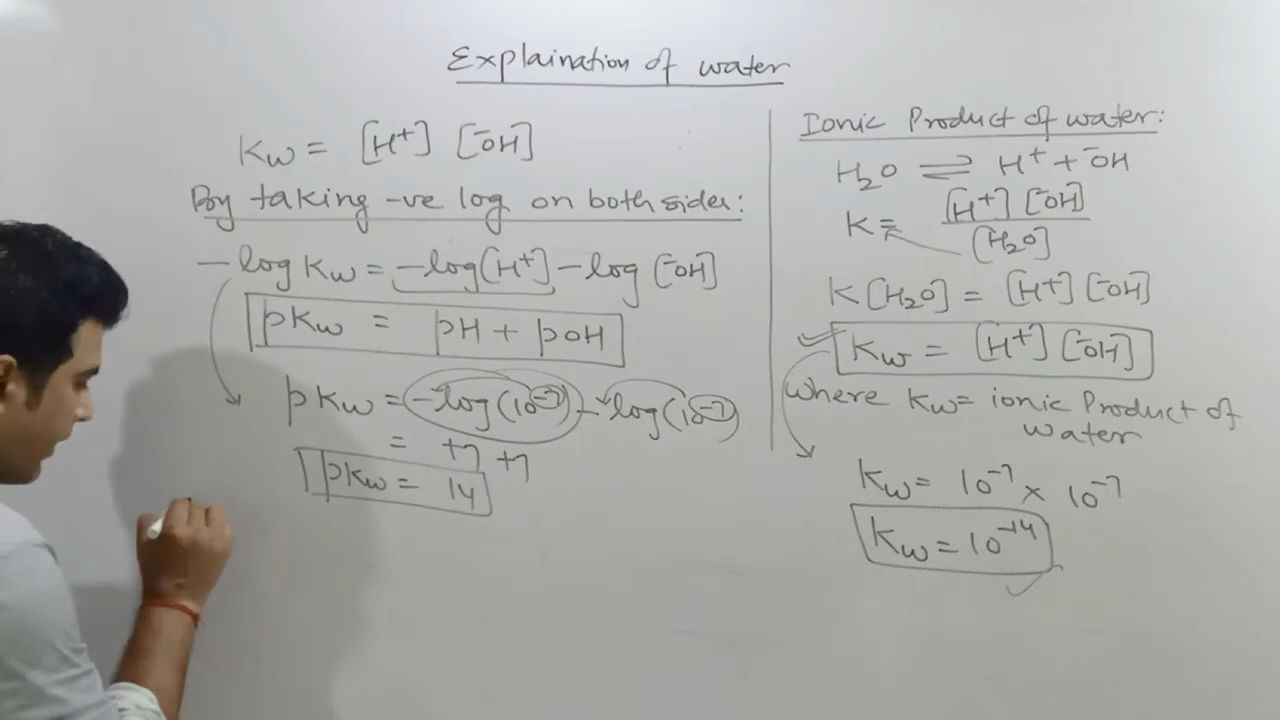 Explaination of water
Kw = [H⁺] [⁻OH]
By taking -ve log on both sides:
-log Kw = -log[H⁺] -log [⁻OH]
pKw = pH + pOH
pKw = -log(10⁻⁷) - log(10⁻⁷)
= +7 +7
pKw = 14
Ionic Product of water:
H₂O ⇌ H⁺ + ⁻OH
K = [H⁺] [⁻OH]
[H₂O]
K [H₂O] = [H⁺] [⁻OH]
Kw = [H⁺] [⁻OH]
where Kw = ionic Product of
water
Kw = 10⁻⁷ × 10⁻⁷
Kw = 10⁻¹⁴